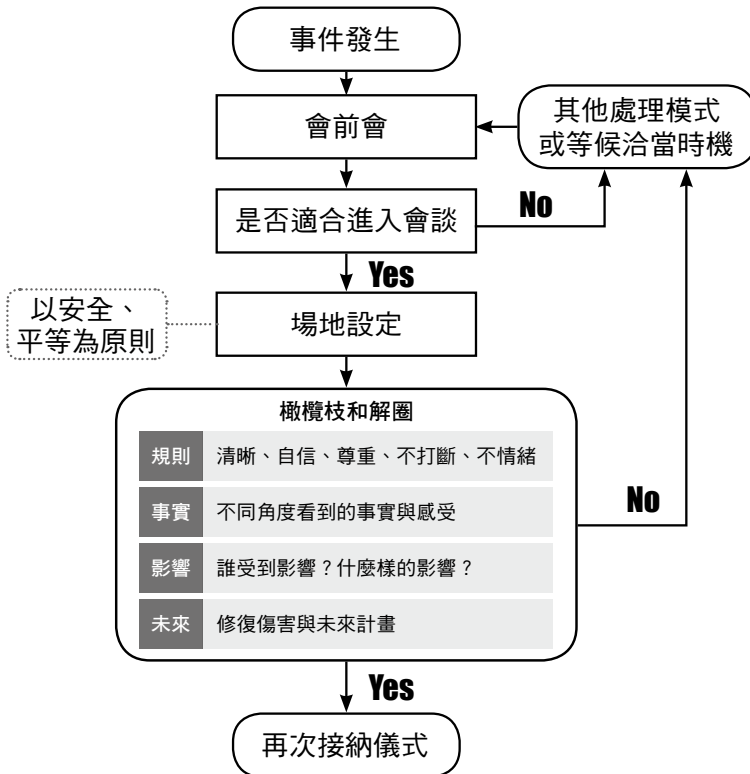 事件發生
會前會
其他處理模式
或等候洽當時機
是否適合進入會談
No
Yes
以安全、
平等為原則
場地設定
橄欖枝和解圈
規則 清晰、自信、尊重、不打斷、不情緒
事實 不同角度看到的事實與感受
影響 誰受到影響？什麼樣的影響？
未來 修復傷害與未來計畫
No
Yes
再次接納儀式